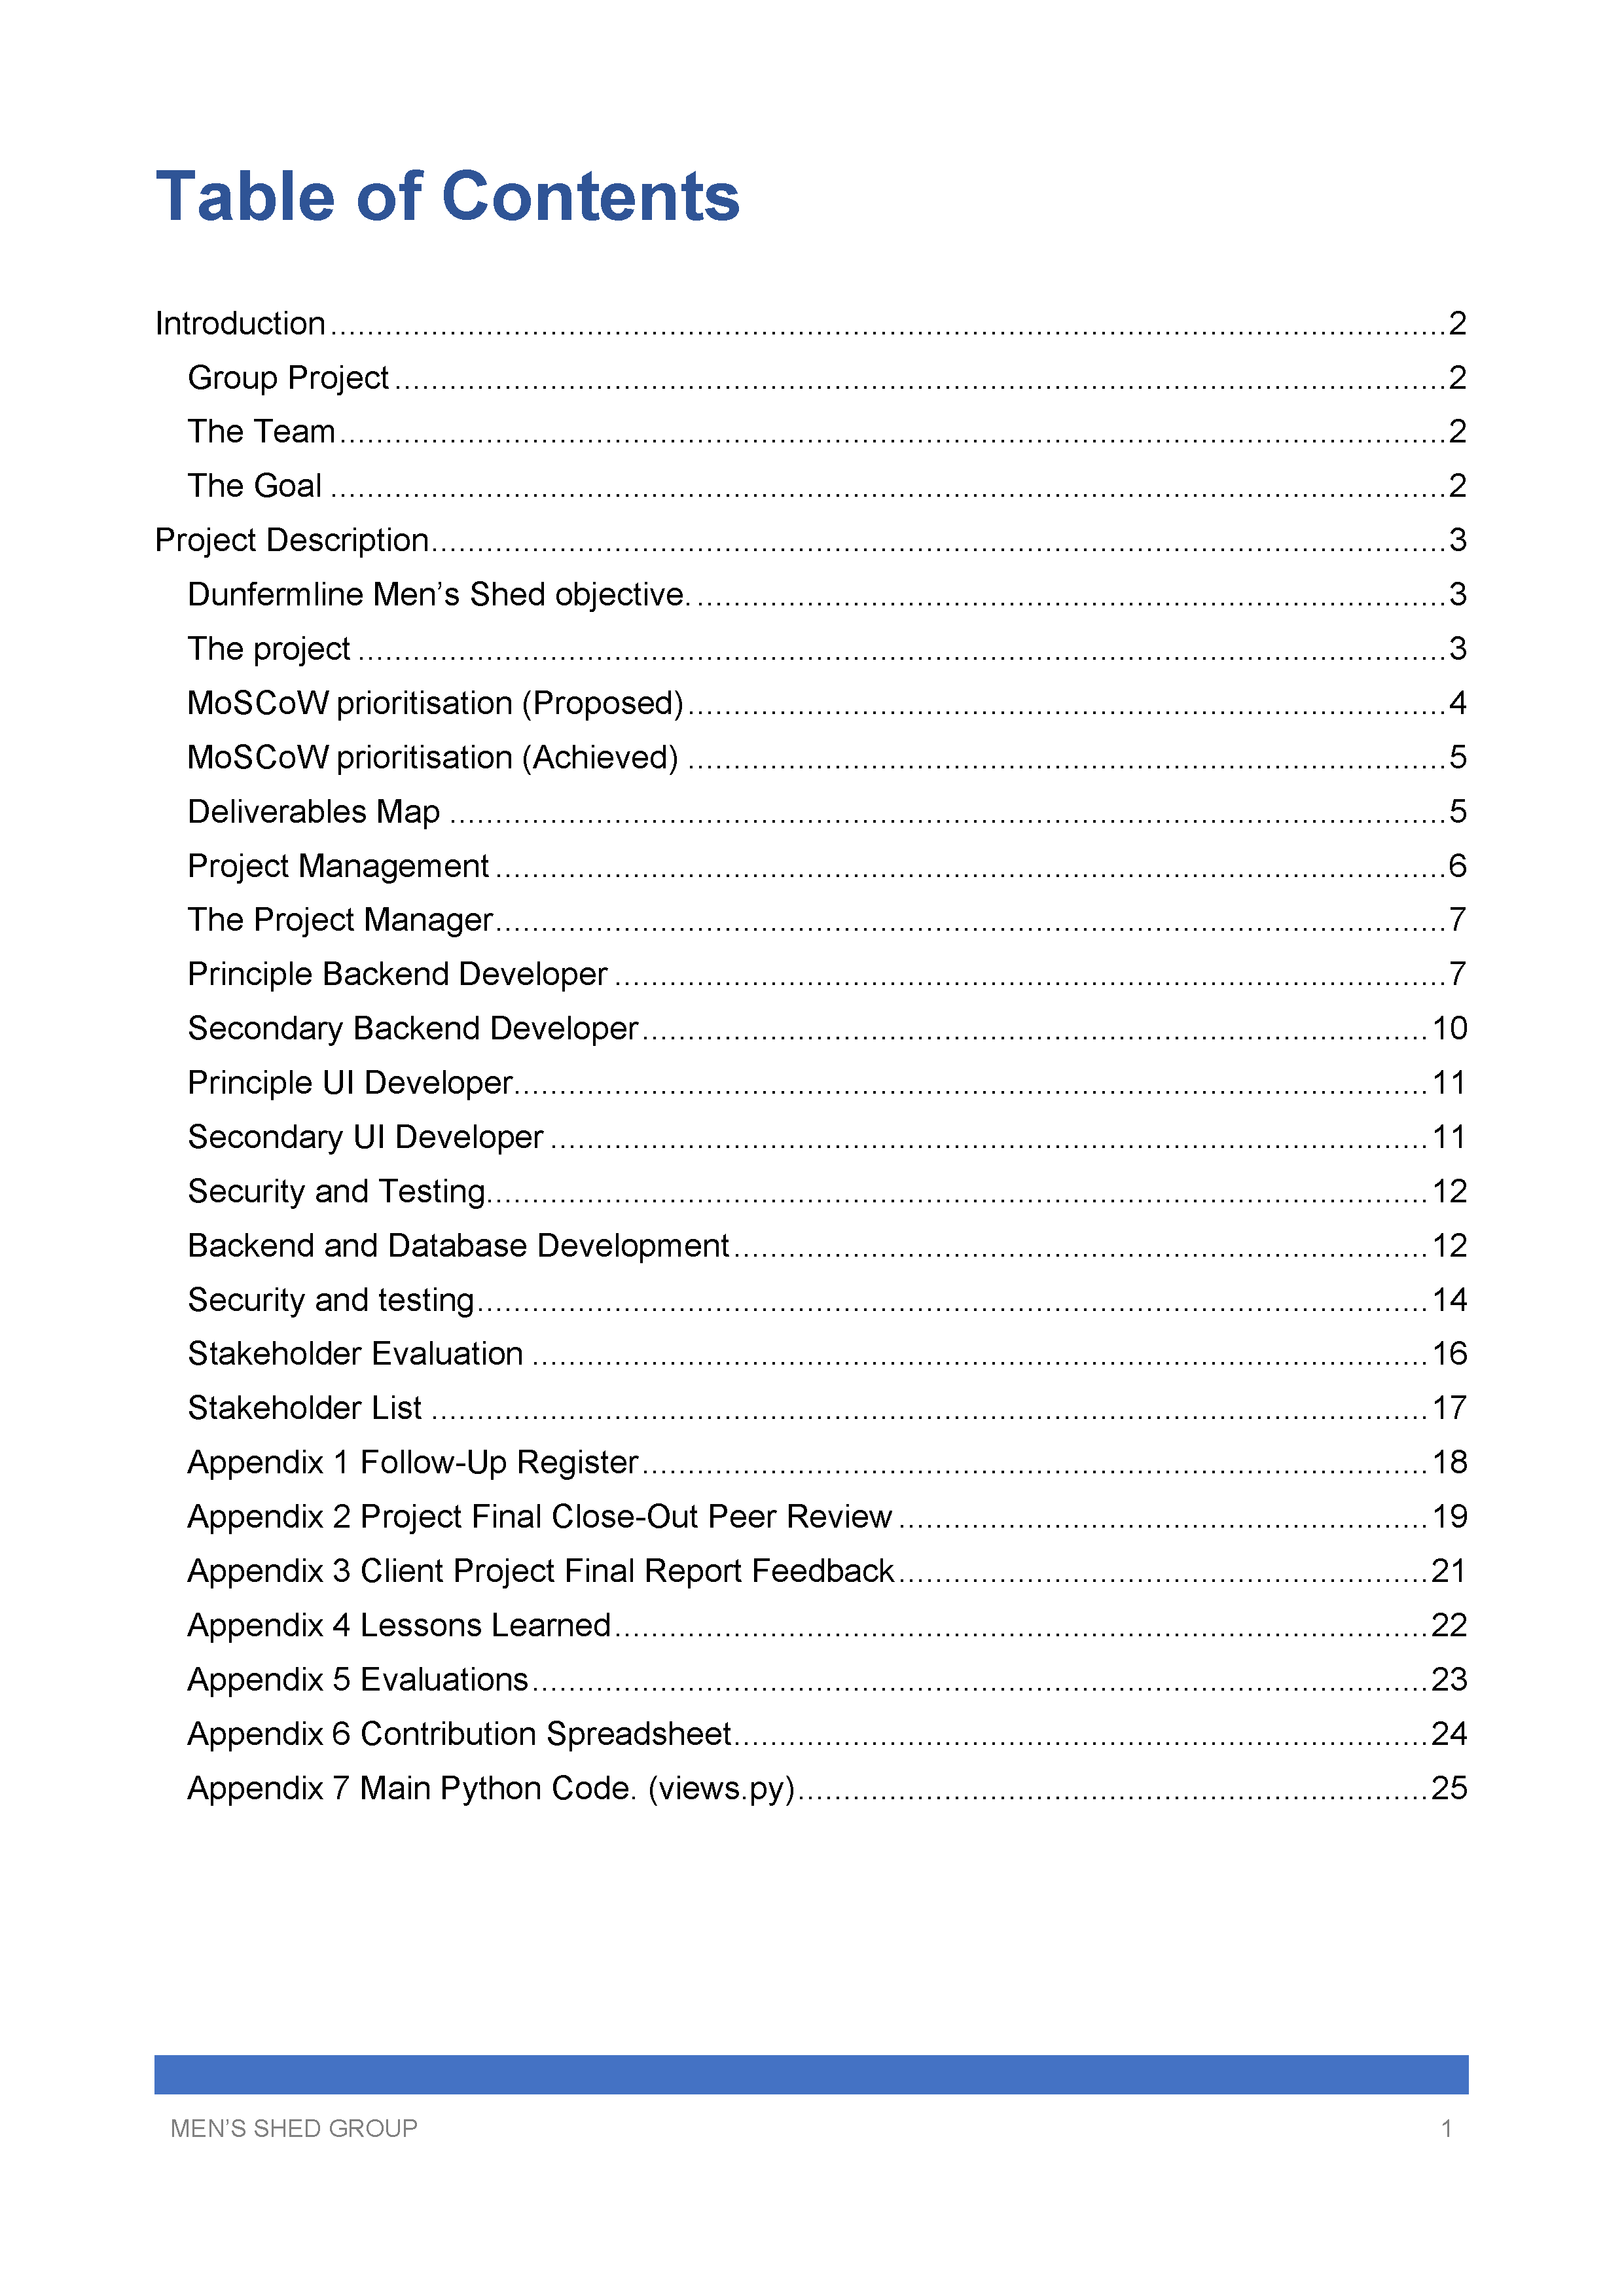 Table of Contents
Introduction ........ 2
Group Project ........ 2
The Team ........ 2
The Goal ........ 2
Project Description ........ 3
Dunfermline Men’s Shed objective. ........ 3
The project ........ 3
MoSCoW prioritisation (Proposed) ........ 4
MoSCoW prioritisation (Achieved) ........ 5
Deliverables Map ........ 5
Project Management ........ 6
The Project Manager ........ 7
Principle Backend Developer ........ 7
Secondary Backend Developer ........ 10
Principle UI Developer ........ 11
Secondary UI Developer ........ 11
Security and Testing ........ 12
Backend and Database Development ........ 12
Security and testing ........ 14
Stakeholder Evaluation ........ 16
Stakeholder List ........ 17
Appendix 1 Follow-Up Register ........ 18
Appendix 2 Project Final Close-Out Peer Review ........ 19
Appendix 3 Client Project Final Report Feedback ........ 21
Appendix 4 Lessons Learned ........ 22
Appendix 5 Evaluations ........ 23
Appendix 6 Contribution Spreadsheet ........ 24
Appendix 7 Main Python Code. (views.py) ........ 25
MEN’S SHED GROUP 1